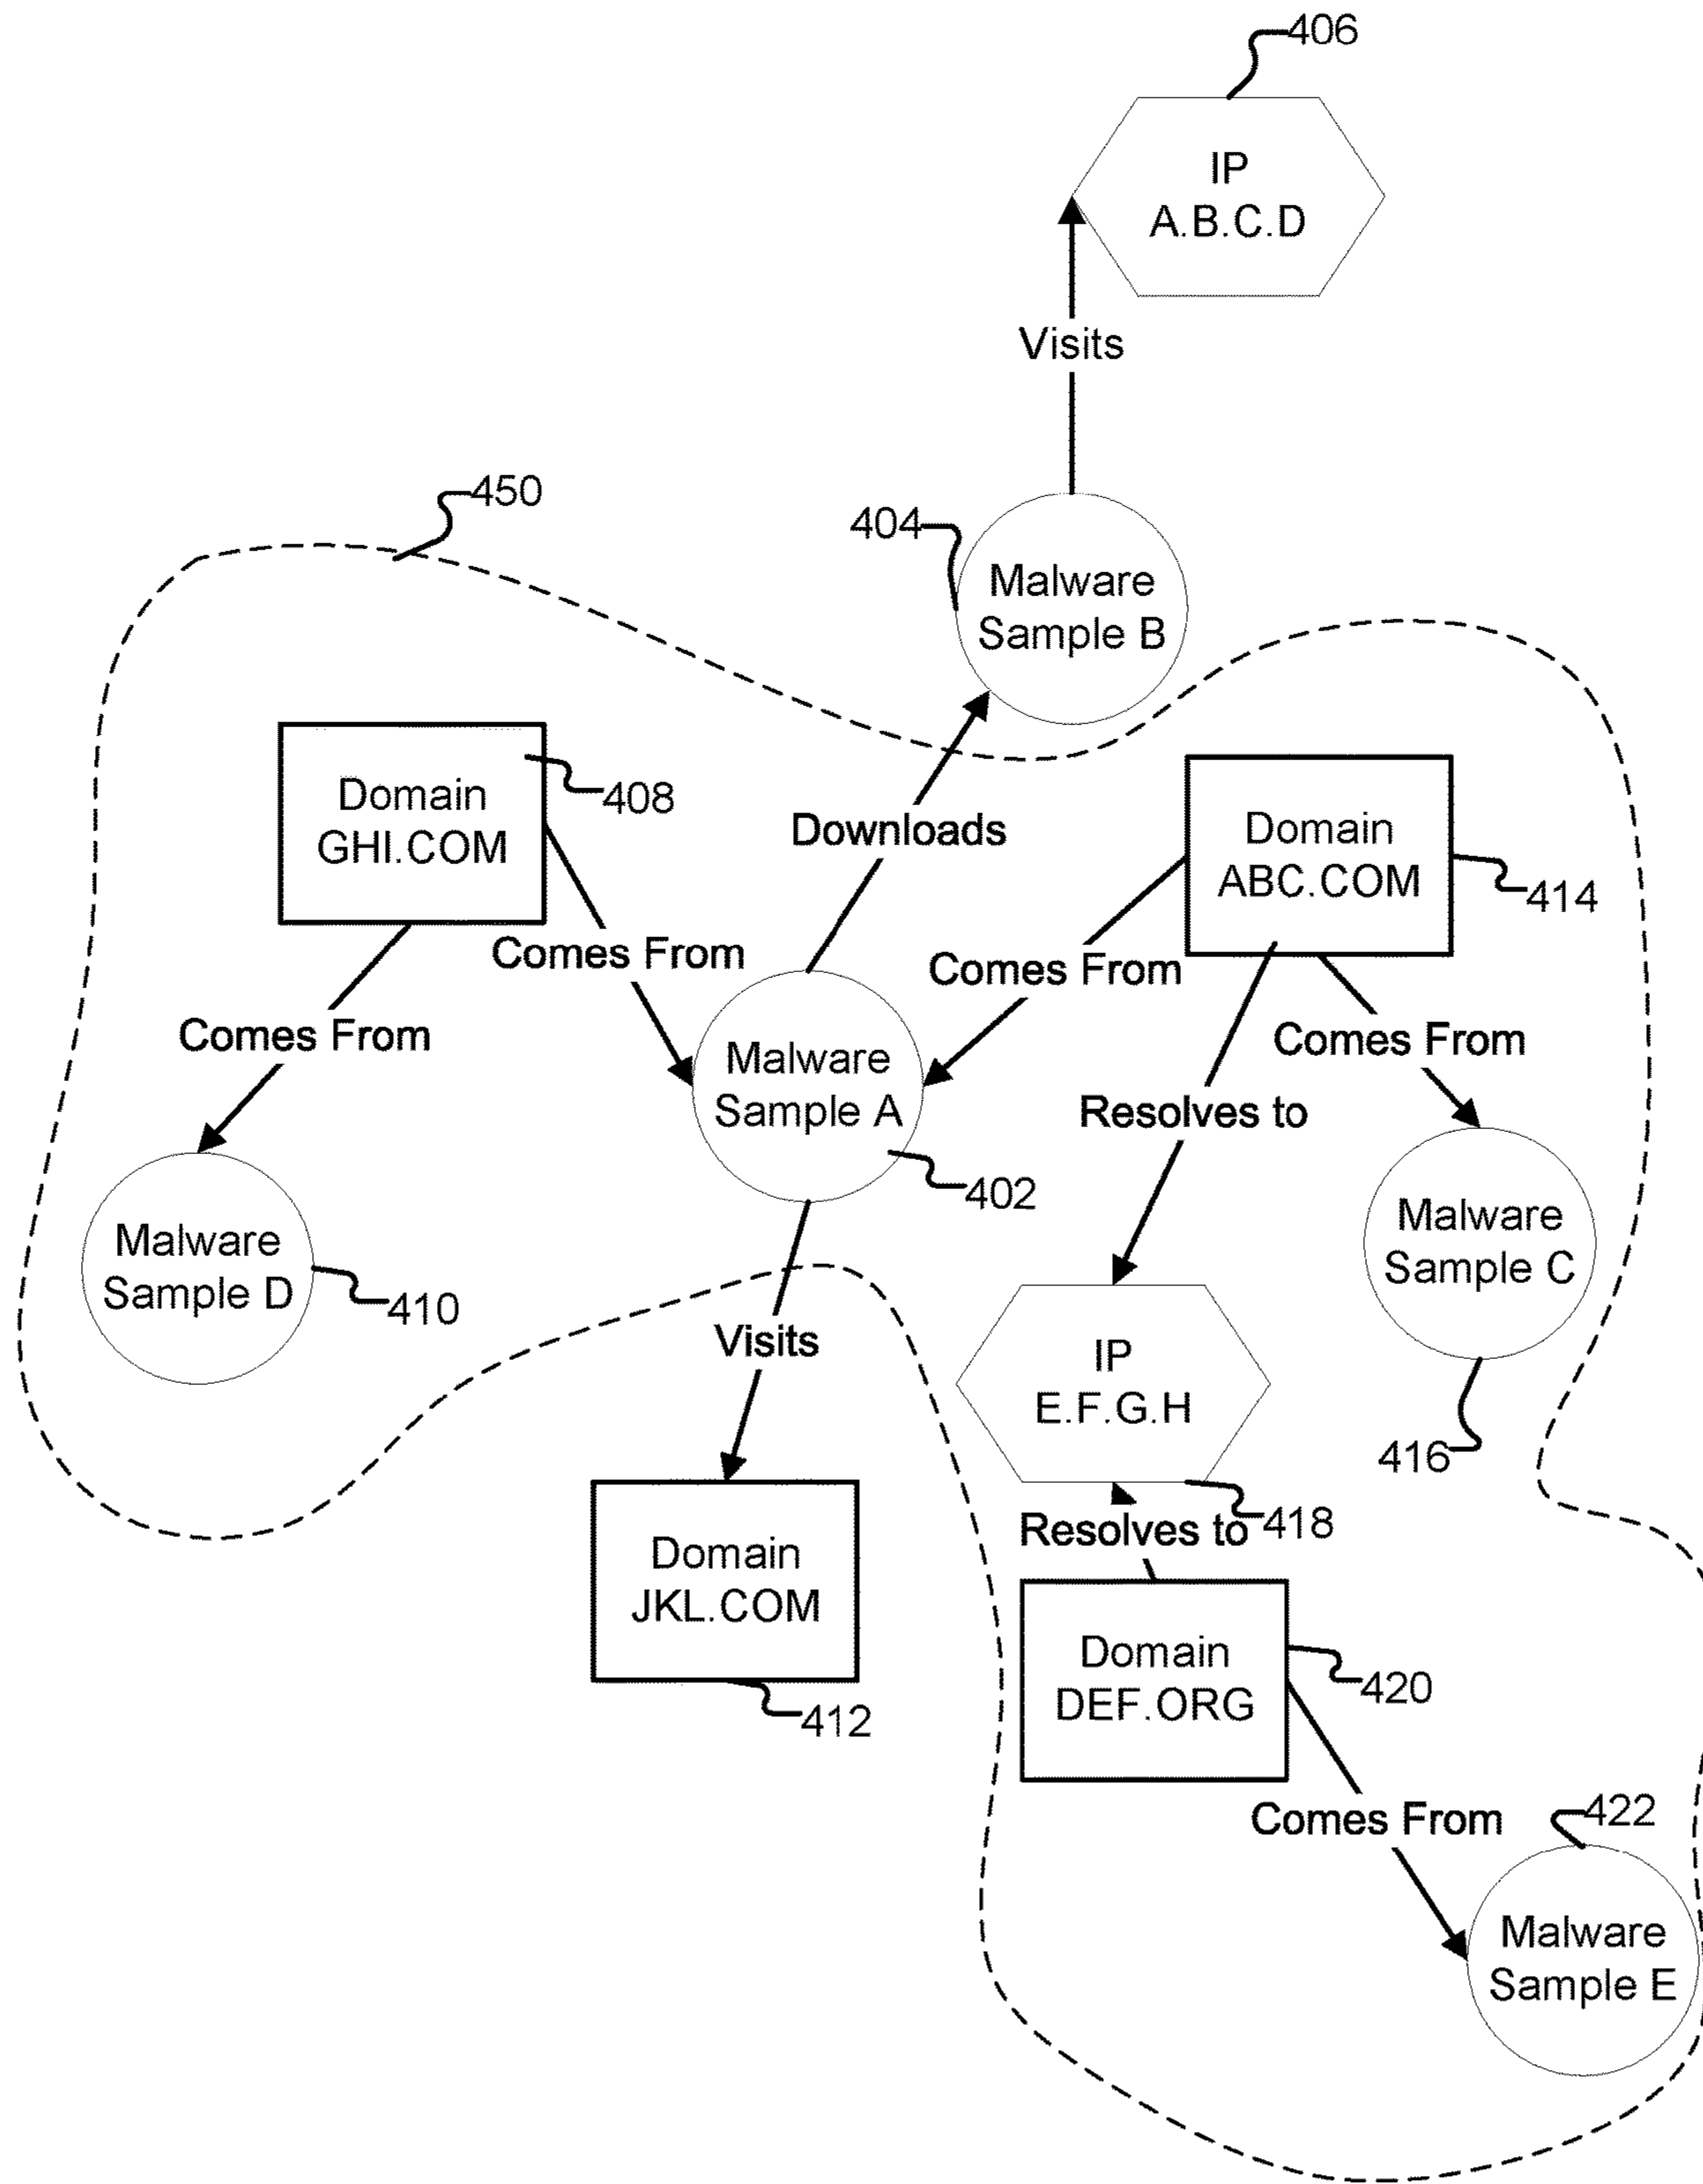 406
IP
A.B.C.D
Visits
450
404
Malware
Sample B
Domain
GHI.COM
408
Downloads
Domain
ABC.COM
414
Comes From
Comes From
Comes From
Comes From
Malware
Sample A
402
Resolves to
Malware
Sample D
410
Malware
Sample C
416
Visits
IP
E.F.G.H
418
Resolves to
Domain
JKL.COM
412
Domain
DEF.ORG
420
Comes From
422
Malware
Sample E